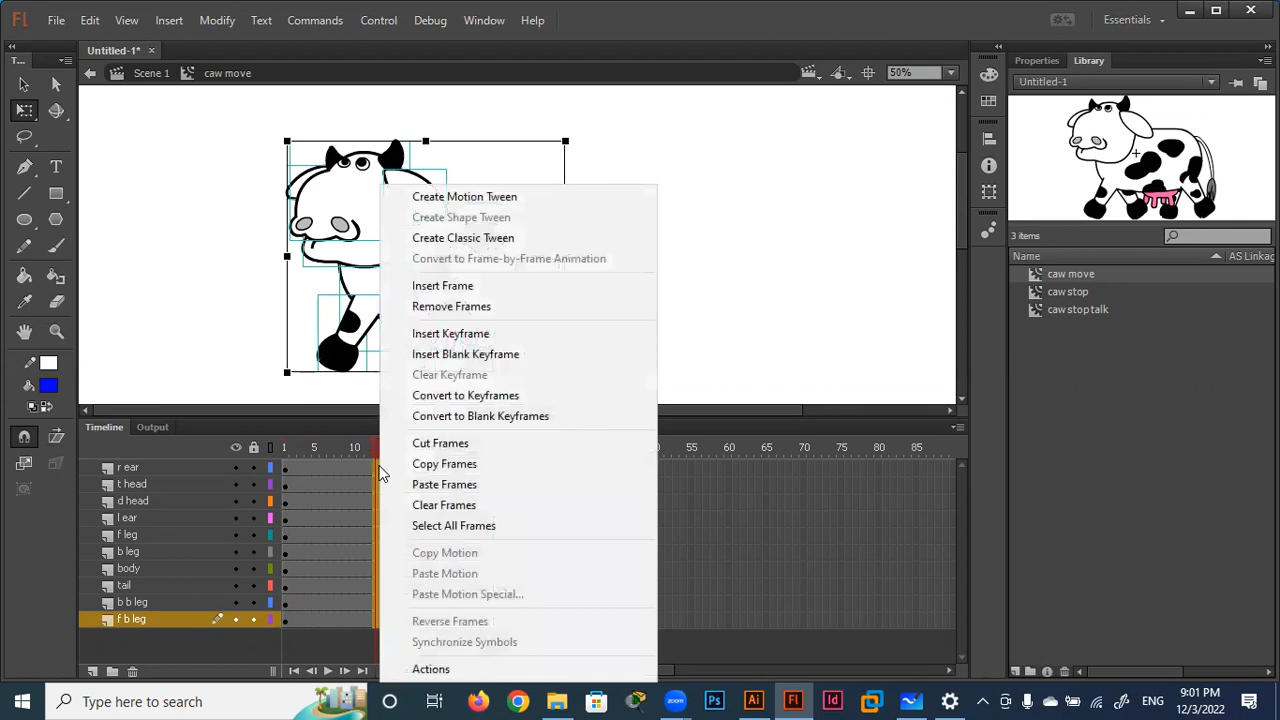 Fl File Edit View Insert Modify Text Commands Control Debug Window Help Essentials
Untitled-1* ×
T...
Properties Library
Scene 1 caw move 50%
Untitled-1
3 items
Name AS Linkag
caw move
caw stop
caw stop talk
Create Motion Tween
Create Shape Tween
Create Classic Tween
Convert to Frame-by-Frame Animation
Insert Frame
Remove Frames
Insert Keyframe
Insert Blank Keyframe
Clear Keyframe
Convert to Keyframes
Convert to Blank Keyframes
Cut Frames
Copy Frames
Paste Frames
Clear Frames
Select All Frames
Copy Motion
Paste Motion
Paste Motion Special...
Reverse Frames
Synchronize Symbols
Actions
Timeline Output
1 5 10 55 60 65 70 75 80 85
r ear
t head
d head
l ear
f leg
b leg
body
tail
b b leg
f b leg
Type here to search
zoom Ps Ai Fl Id
ENG
9:01 PM
12/3/2022